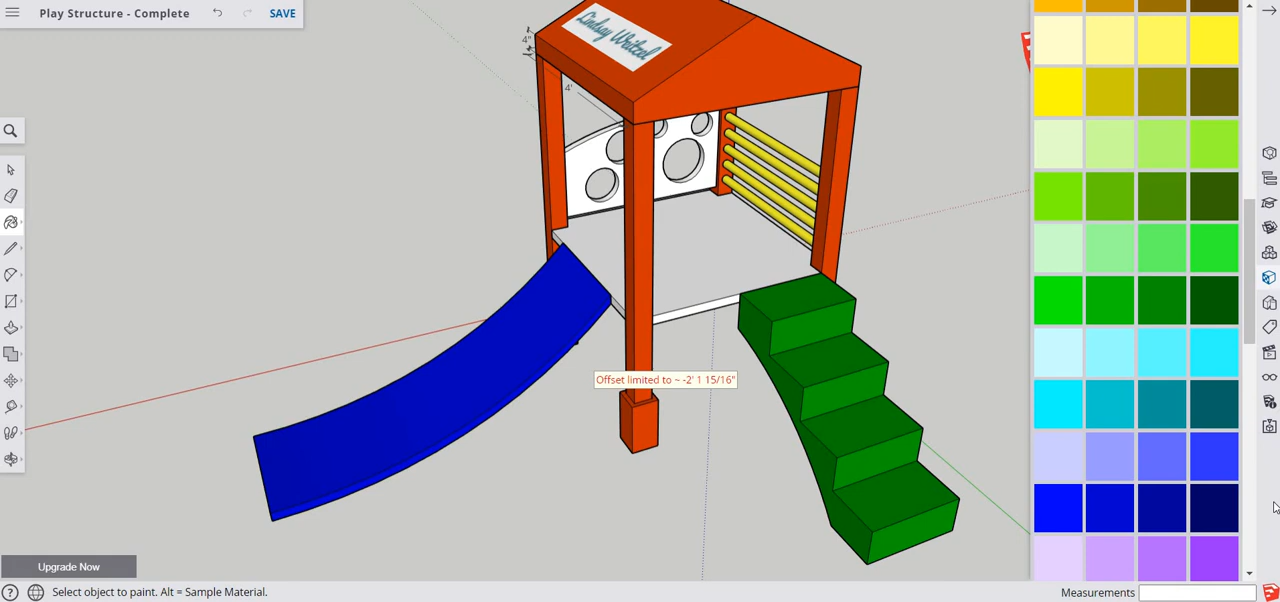 Play Structure - Complete
SAVE
Lindsay Whitzel
4"
4'
Offset limited to ~ -2' 1 15/16"
Upgrade Now
Select object to paint. Alt = Sample Material.
Measurements